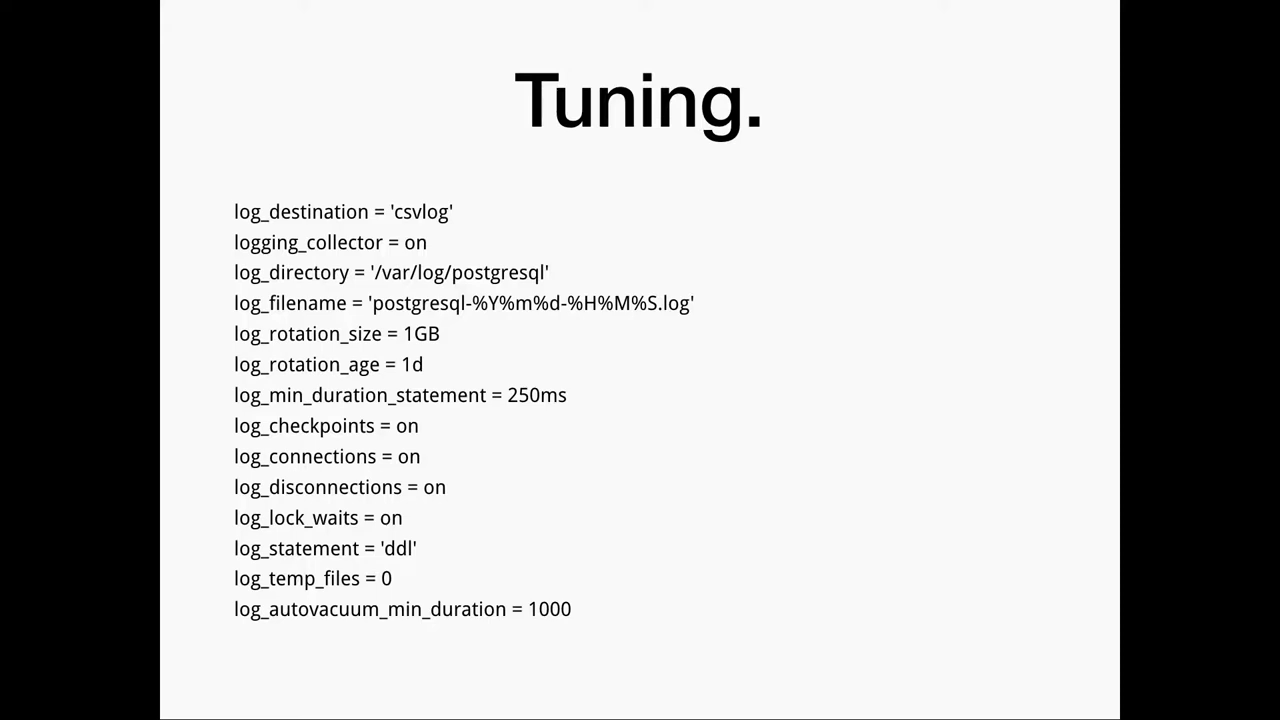 Tuning.
log_destination = 'csvlog'
logging_collector = on
log_directory = '/var/log/postgresql'
log_filename = 'postgresql-%Y%m%d-%H%M%S.log'
log_rotation_size = 1GB
log_rotation_age = 1d
log_min_duration_statement = 250ms
log_checkpoints = on
log_connections = on
log_disconnections = on
log_lock_waits = on
log_statement = 'ddl'
log_temp_files = 0
log_autovacuum_min_duration = 1000